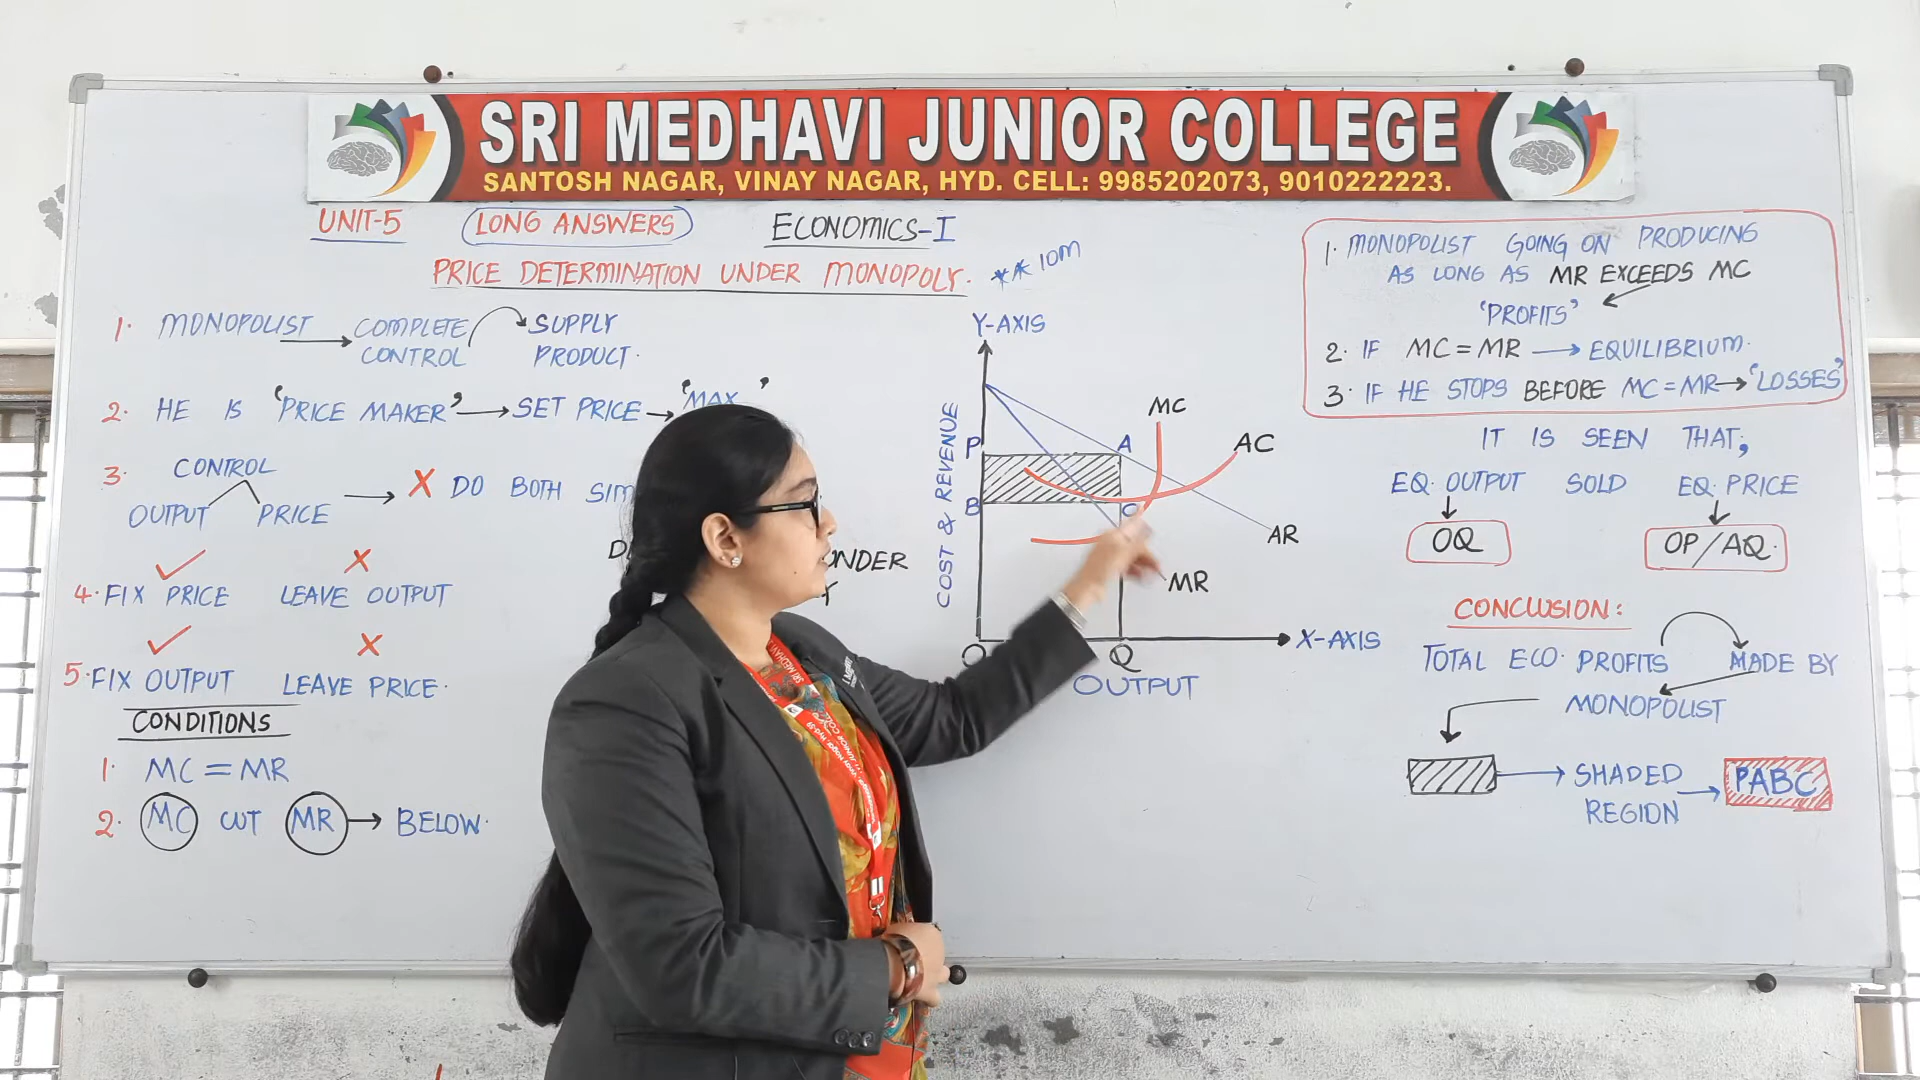 SRI MEDHAVI JUNIOR COLLEGE
SANTOSH NAGAR, VINAY NAGAR, HYD. CELL: 9985202073, 9010222223.
UNIT-5 LONG ANSWERS ECONOMICS-I
PRICE DETERMINATION UNDER MONOPOLY. ** 10M
1. MONOPOLIST → COMPLETE CONTROL SUPPLY PRODUCT.
2. HE IS 'PRICE MAKER' → SET PRICE → 'MAX'
3. CONTROL
OUTPUT PRICE → X DO BOTH
✓ X
4. FIX PRICE LEAVE OUTPUT
✓ X
5. FIX OUTPUT LEAVE PRICE.
CONDITIONS
1. MC = MR
2. MC CUT MR → BELOW.
UNDER
Y-AXIS
COST & REVENUE
MC
AC
P
A
B
C
AR
MR
O
Q
X-AXIS
OUTPUT
1. MONOPOLIST GOING ON PRODUCING
AS LONG AS MR EXCEEDS MC
'PROFITS'
2. IF MC = MR → EQUILIBRIUM.
3. IF HE STOPS BEFORE MC = MR → 'LOSSES'
IT IS SEEN THAT;
EQ. OUTPUT SOLD EQ. PRICE
OQ OP/AQ.
CONCLUSION:
TOTAL ECO. PROFITS MADE BY
MONOPOLIST
→ SHADED → PABC
REGION